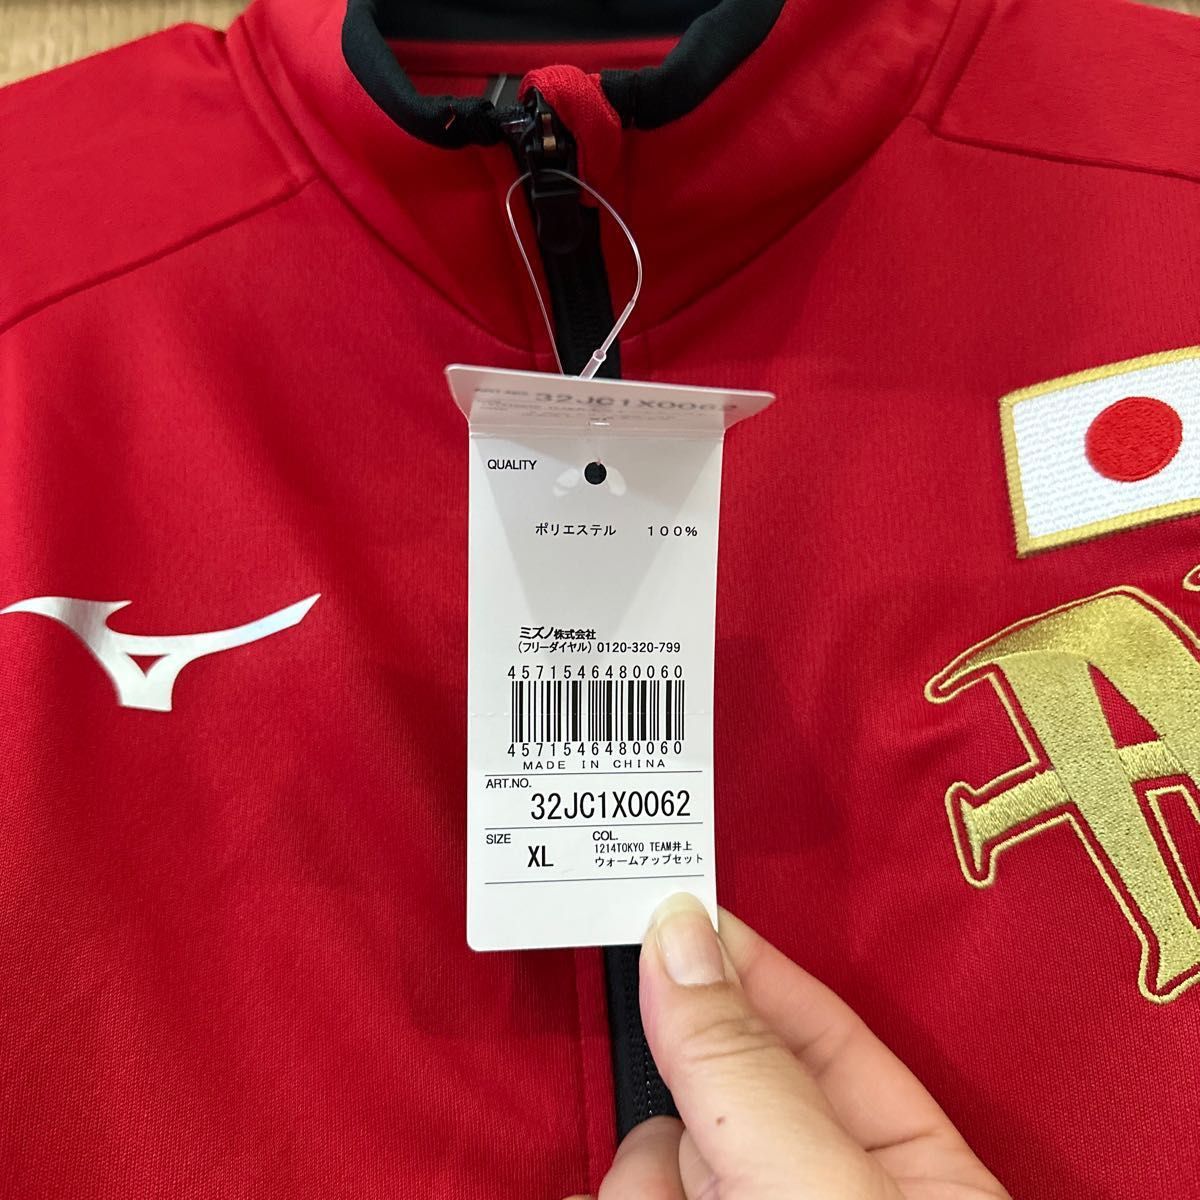 32JC1X0062
QUALITY
ポリエステル 100%
ミズノ株式会社
(フリーダイヤル) 0120-320-799
4571546480060
4571546480060
MADE IN CHINA
ART.NO.
32JC1X0062
SIZE
XL
COL.
1214TOKYO TEAM井上
ウォームアップセット